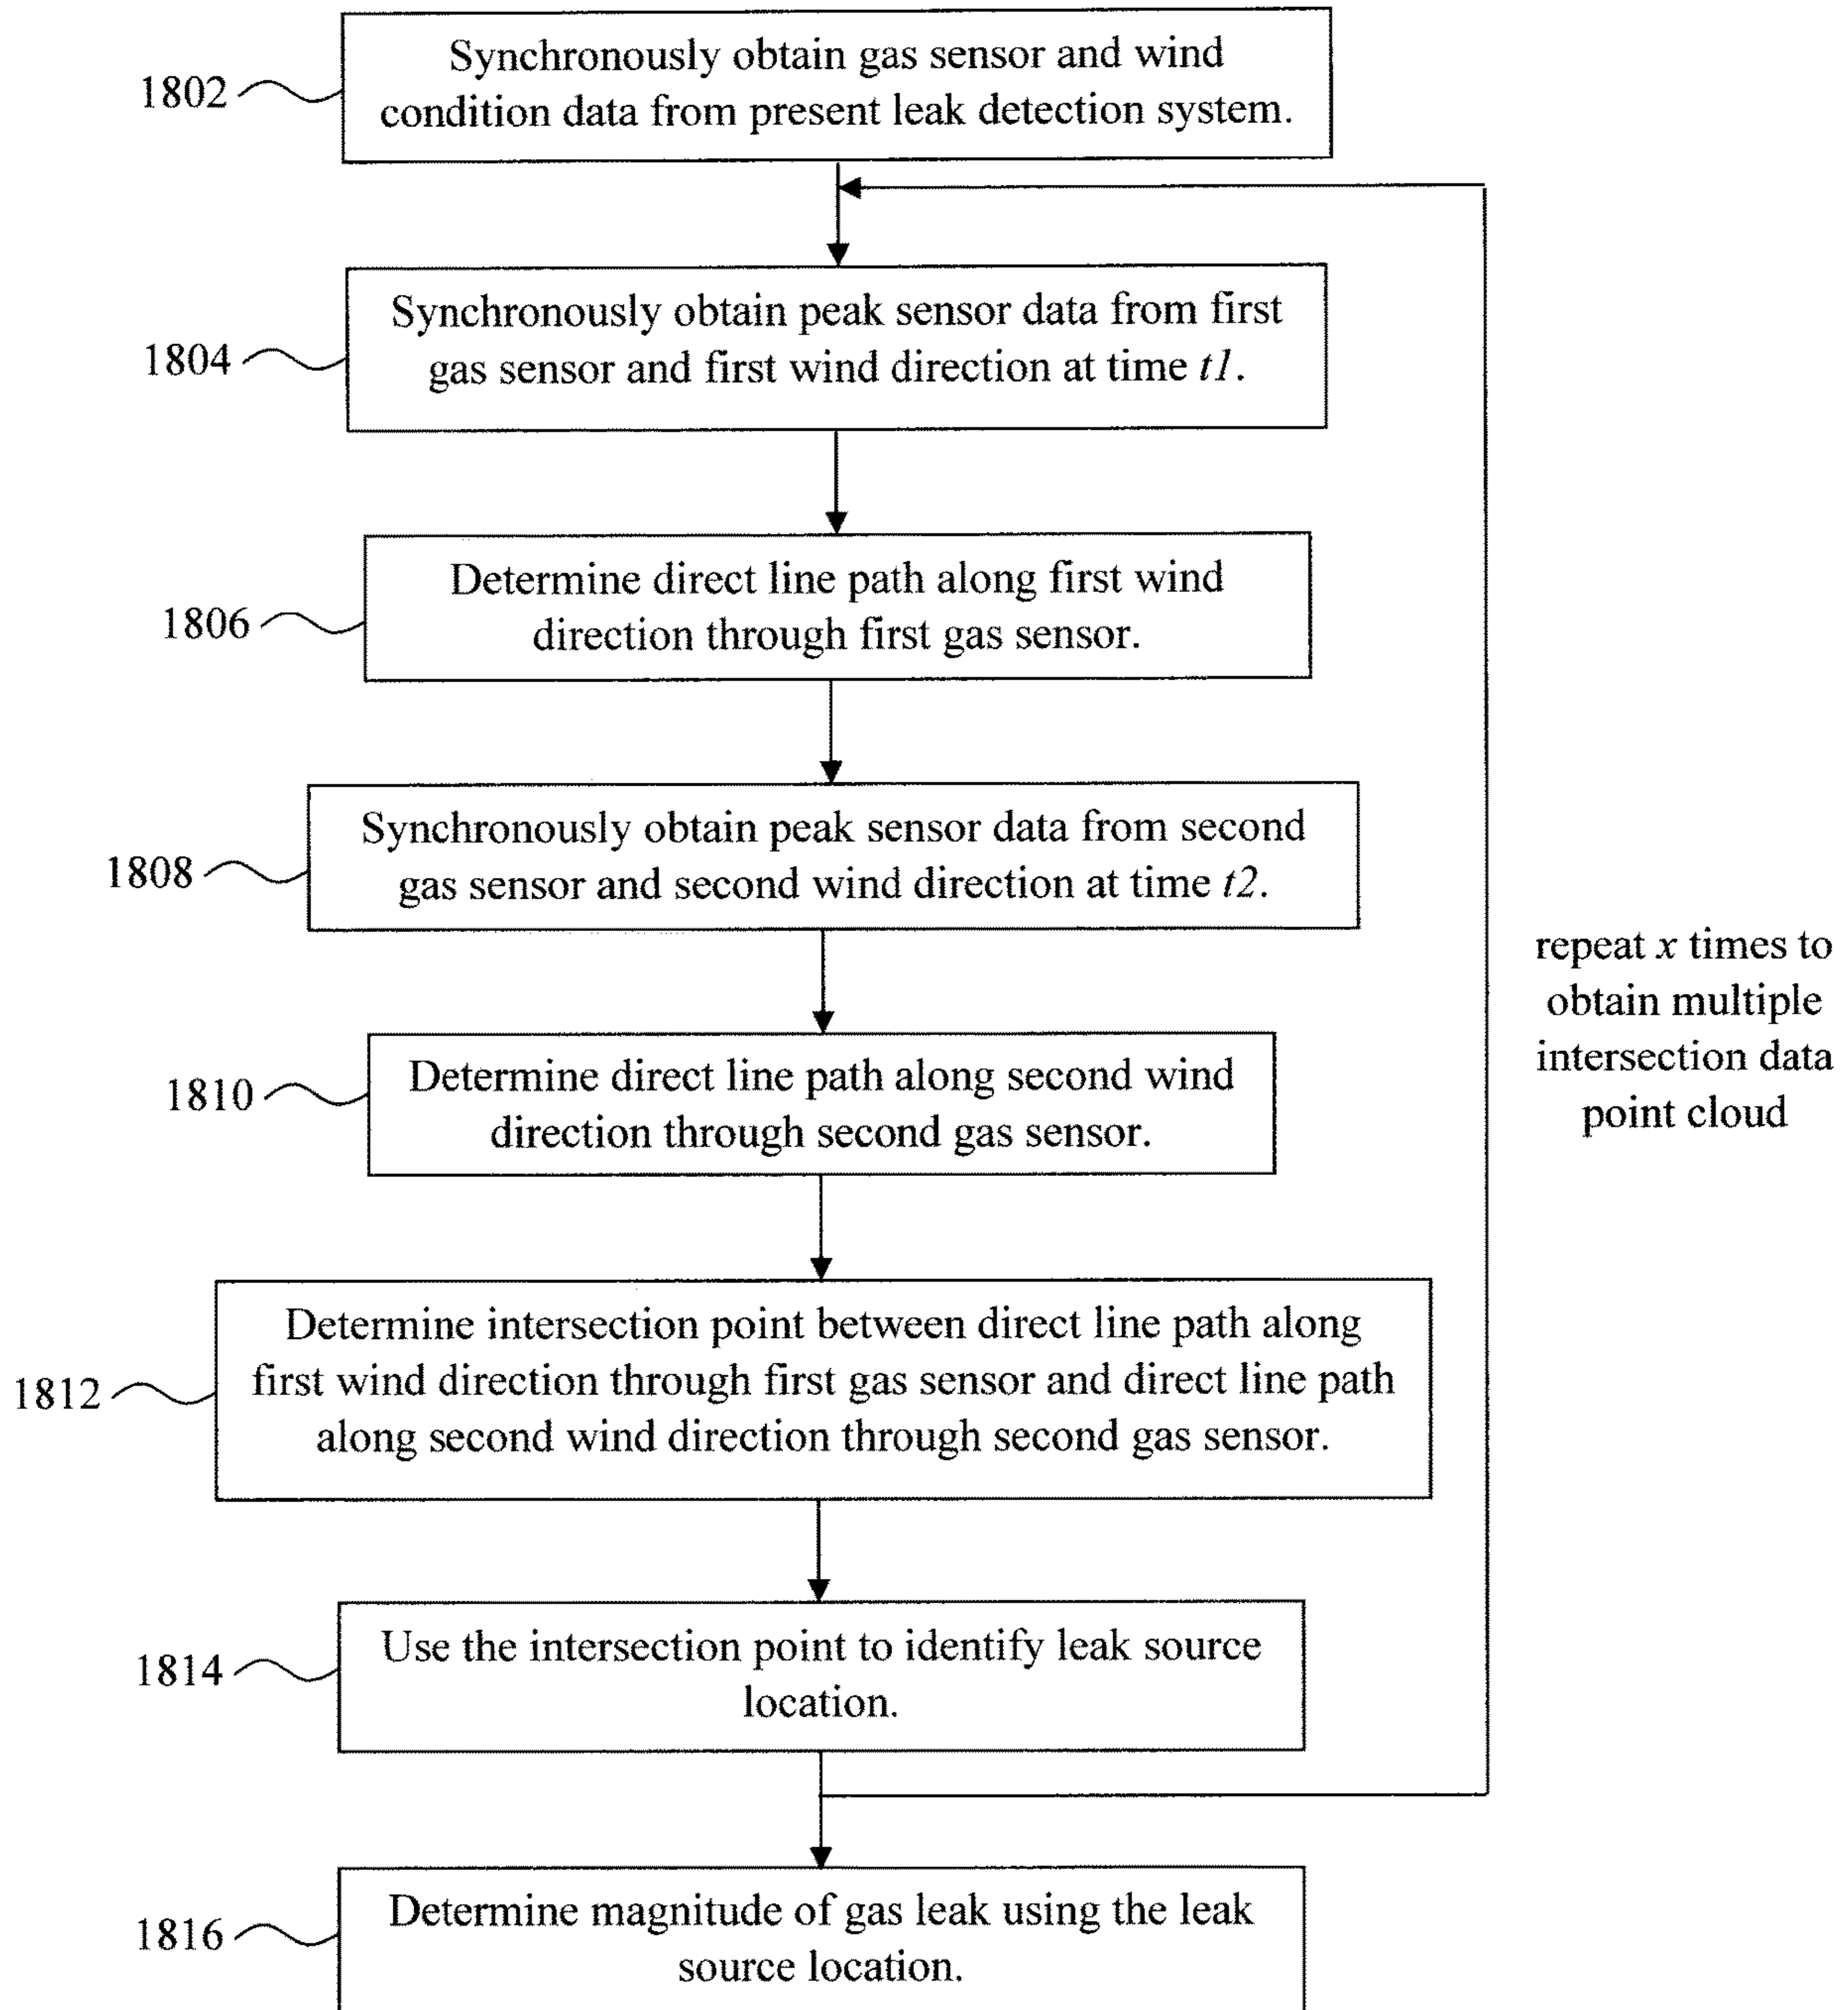 Synchronously obtain gas sensor and wind
1802
condition data from present leak detection system.
Synchronously obtain peak sensor data from first
1804
gas sensor and first wind direction at time t1.
Determine direct line path along first wind
1806
direction through first gas sensor.
Synchronously obtain peak sensor data from second
1808
gas sensor and second wind direction at time t2.
repeat x times to
obtain multiple
intersection data
point cloud
Determine direct line path along second wind
1810
direction through second gas sensor.
Determine intersection point between direct line path along
1812
first wind direction through first gas sensor and direct line path
along second wind direction through second gas sensor.
Use the intersection point to identify leak source
1814
location.
Determine magnitude of gas leak using the leak
1816
source location.